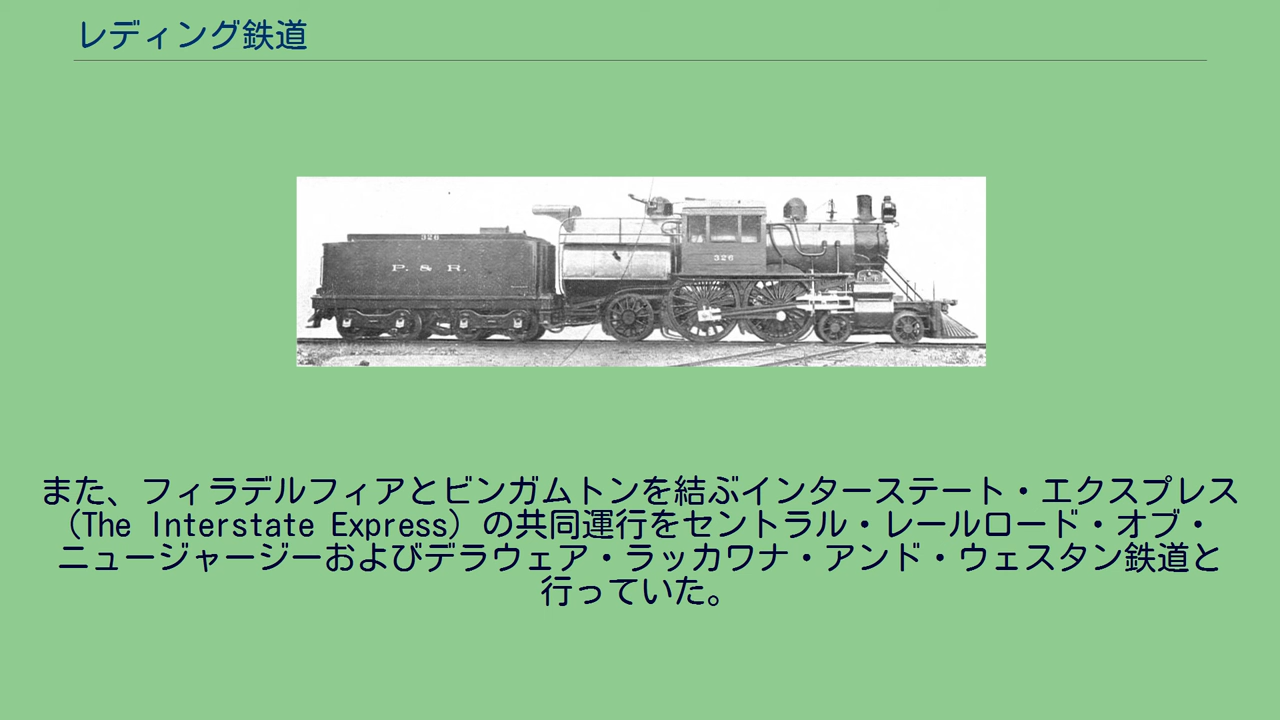 レディング鉄道
326
P. & R.
326
また、フィラデルフィアとビンガムトンを結ぶインターステート・エクスプレス
（The Interstate Express）の共同運行をセントラル・レールロード・オブ・
ニュージャージーおよびデラウェア・ラッカワナ・アンド・ウェスタン鉄道と
行っていた。